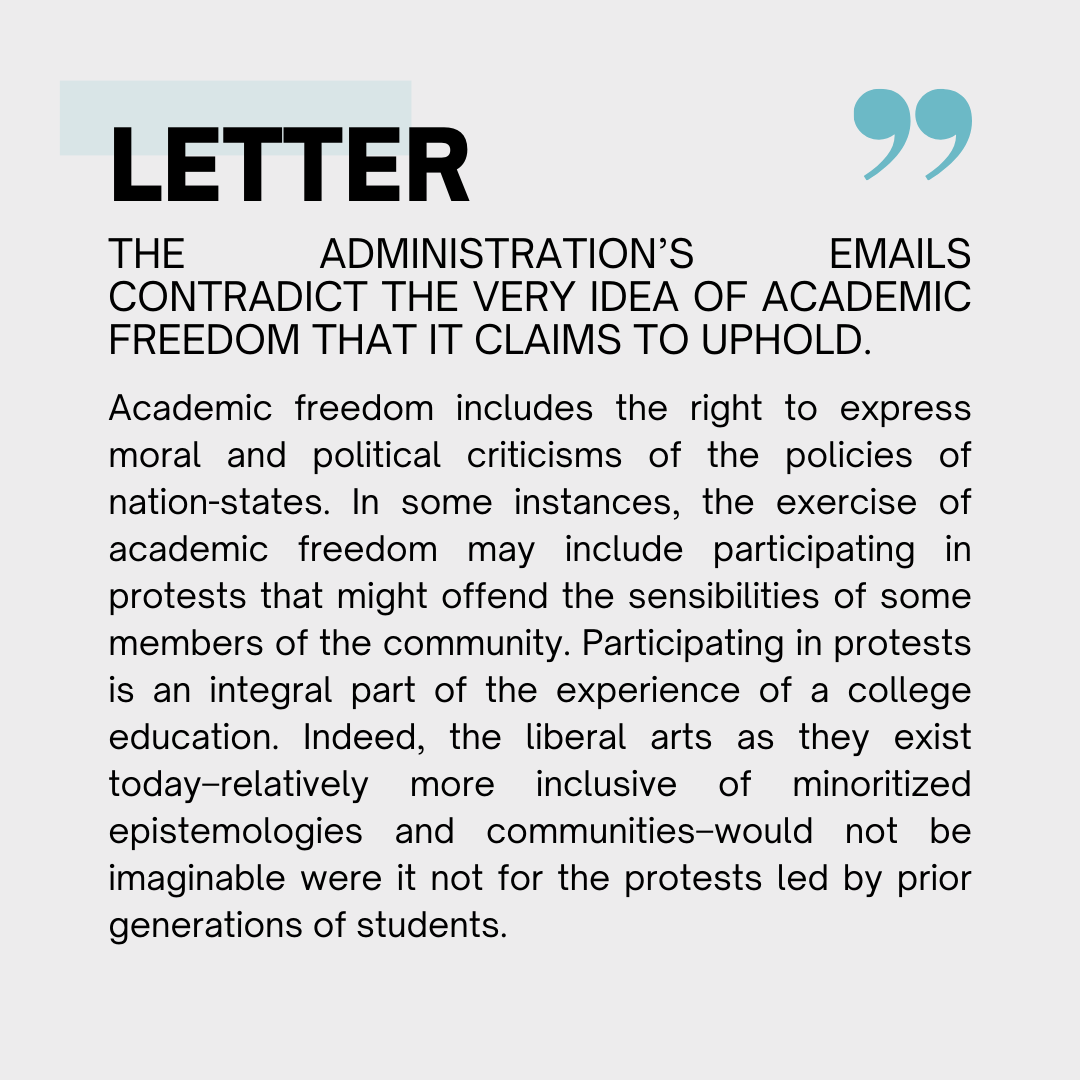 LETTER
THE ADMINISTRATION’S EMAILS
CONTRADICT THE VERY IDEA OF ACADEMIC
FREEDOM THAT IT CLAIMS TO UPHOLD.
Academic freedom includes the right to express
moral and political criticisms of the policies of
nation-states. In some instances, the exercise of
academic freedom may include participating in
protests that might offend the sensibilities of some
members of the community. Participating in protests
is an integral part of the experience of a college
education. Indeed, the liberal arts as they exist
today–relatively more inclusive of minoritized
epistemologies and communities–would not be
imaginable were it not for the protests led by prior
generations of students.